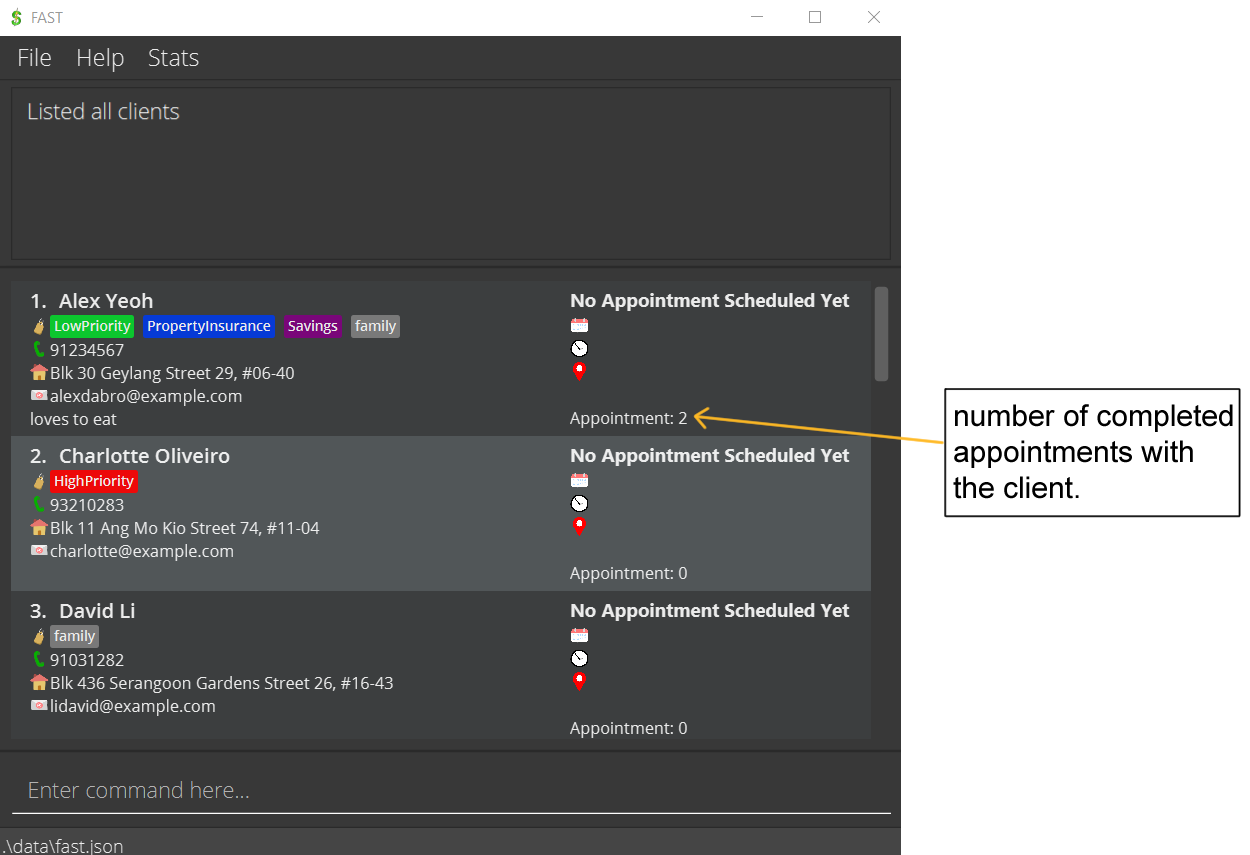 FAST
File Help Stats
Listed all clients
1. Alex Yeoh
LowPriority PropertyInsurance Savings family
91234567
Blk 30 Geylang Street 29, #06-40
alexdabro@example.com
loves to eat
No Appointment Scheduled Yet
Appointment: 2
number of completed
appointments with
the client.
2. Charlotte Oliveiro
HighPriority
93210283
Blk 11 Ang Mo Kio Street 74, #11-04
charlotte@example.com
No Appointment Scheduled Yet
Appointment: 0
3. David Li
family
91031282
Blk 436 Serangoon Gardens Street 26, #16-43
lidavid@example.com
No Appointment Scheduled Yet
Appointment: 0
Enter command here...
.\data\fast.json